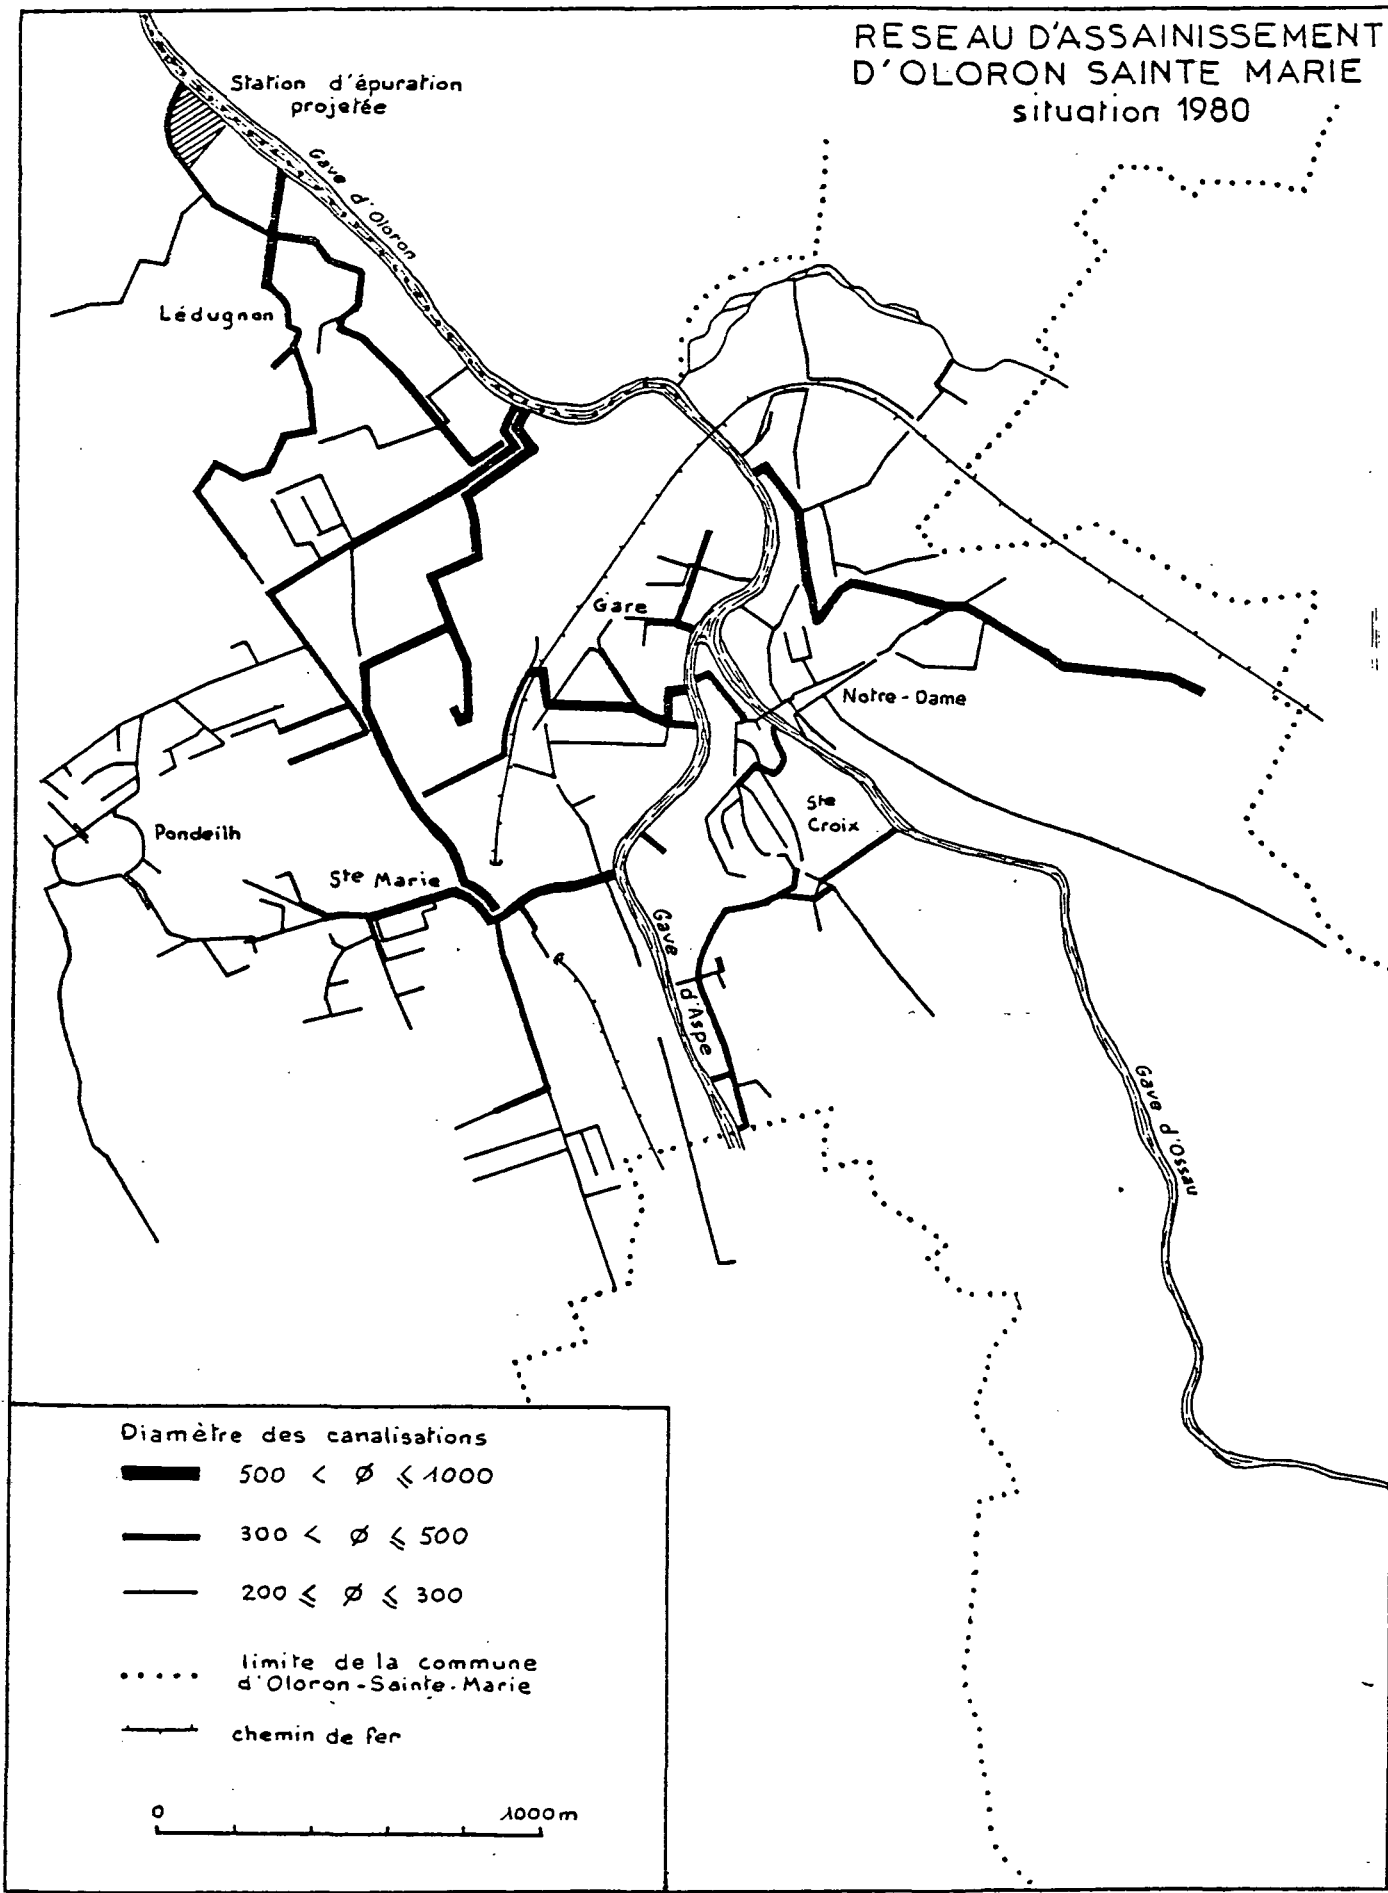 RESEAU D'ASSAINISSEMENT
D'OLORON SAINTE MARIE
situation 1980
Station d'épuration
projetée
Gave d'Oloron
Lédugnon
Gare
Notre-Dame
Ste
Croix
Pondeilh
Ste Marie
Gave
d'Aspe
Gave d'Ossau
Diamètre des canalisations
500 < ø ⩽ 1000
300 < ø ⩽ 500
200 ⩽ ø ⩽ 300
limite de la commune
d'Oloron-Sainte-Marie
chemin de fer
0 1000m